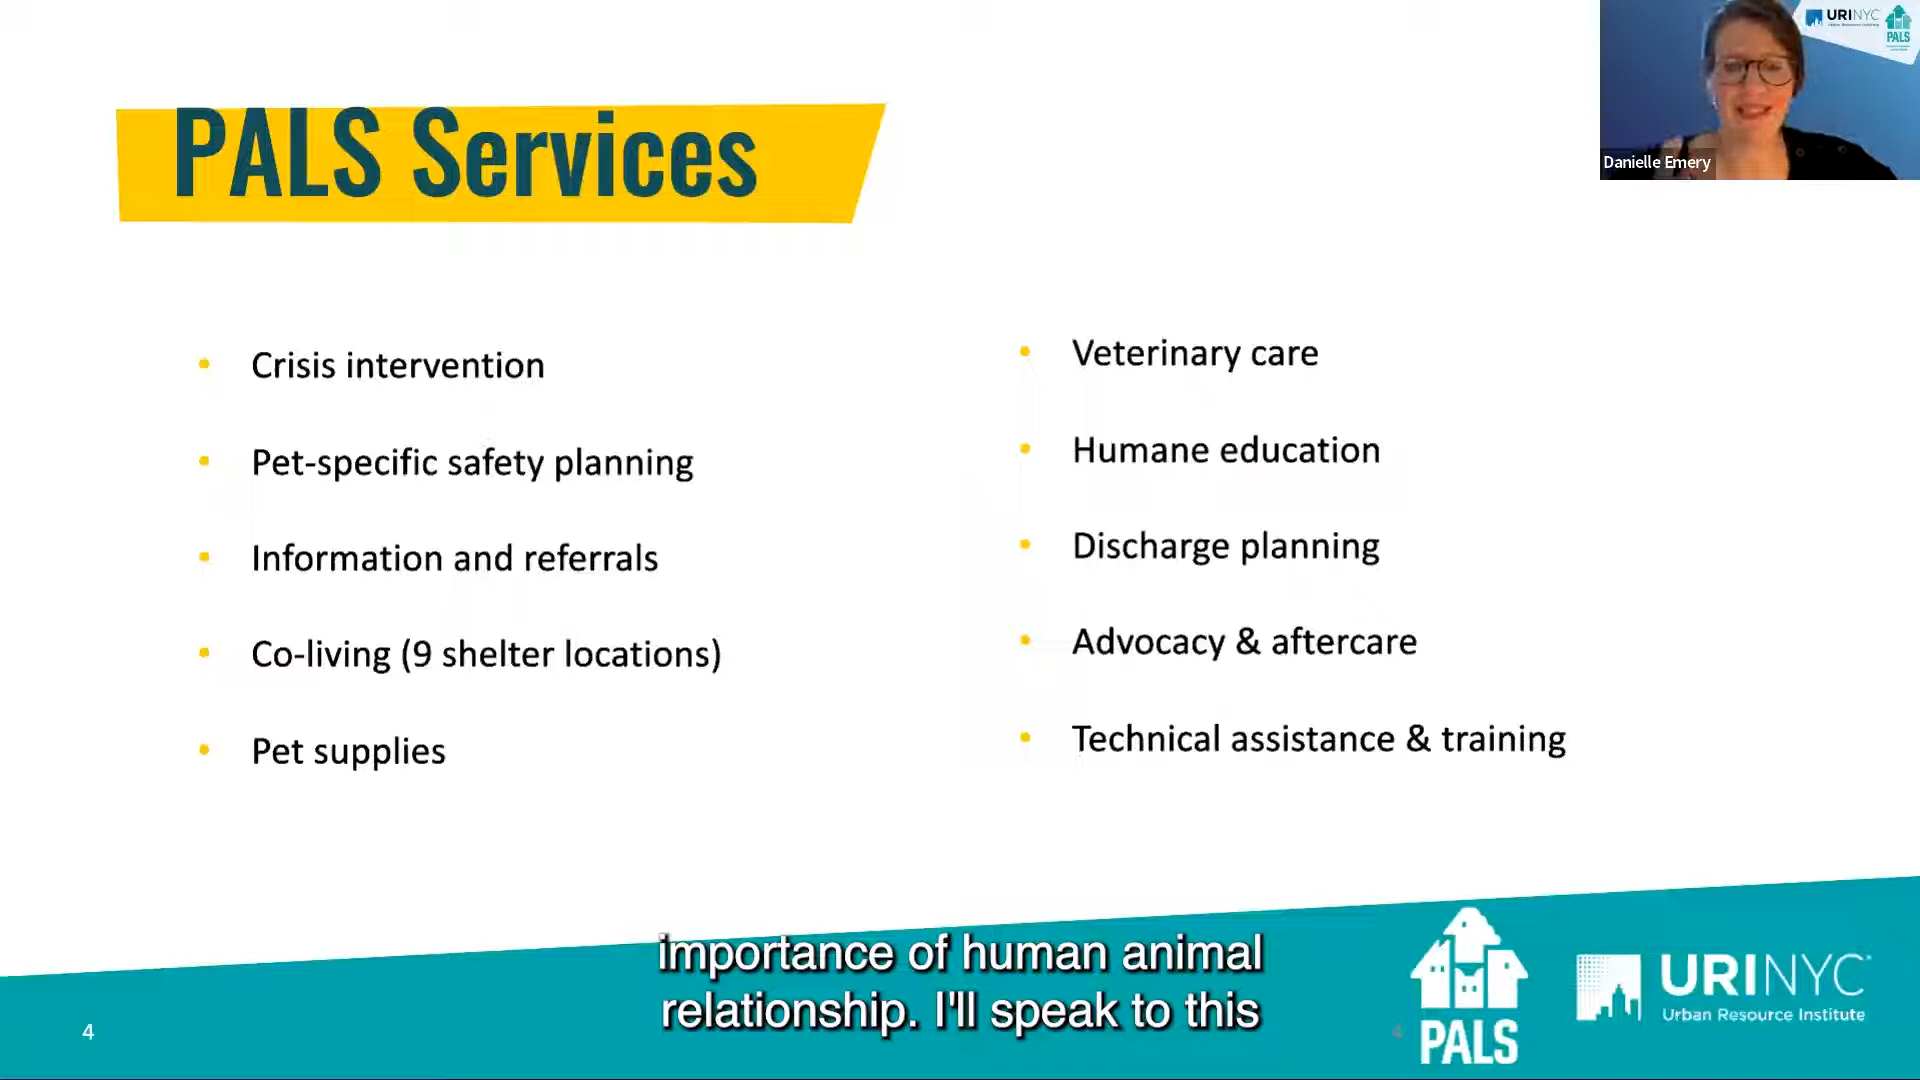 PALS Services
URINYC
PALS
Danielle Emery
• Crisis intervention
• Pet-specific safety planning
• Information and referrals
• Co-living (9 shelter locations)
• Pet supplies
• Veterinary care
• Humane education
• Discharge planning
• Advocacy & aftercare
• Technical assistance & training
importance of human animal
relationship. I'll speak to this
4
4
PALS
URINYC
Urban Resource Institute